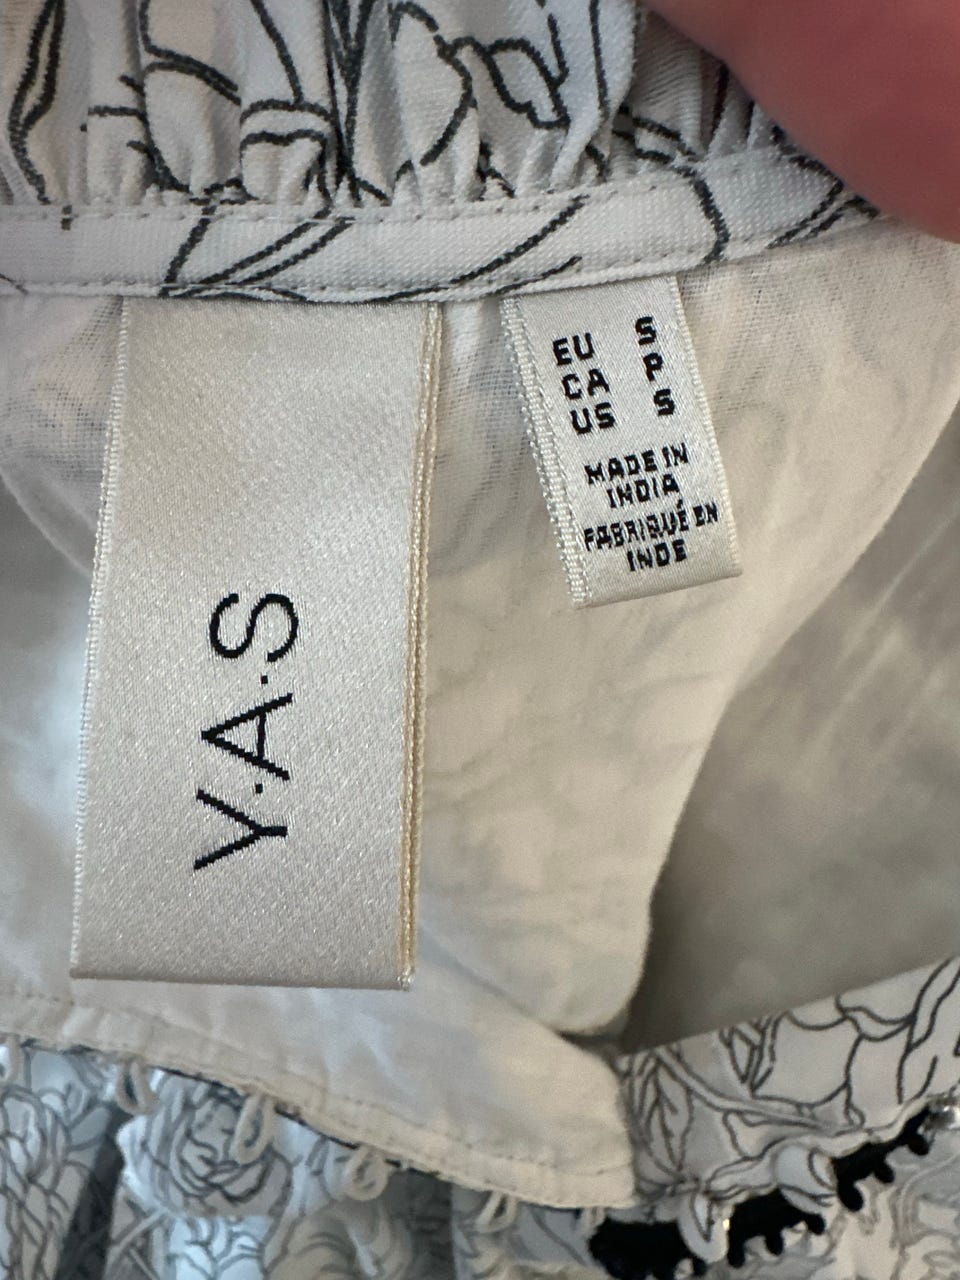 Y.A.S
EU S
CA P
US S
MADE IN
INDIA
FABRIQUÉ EN
INDE